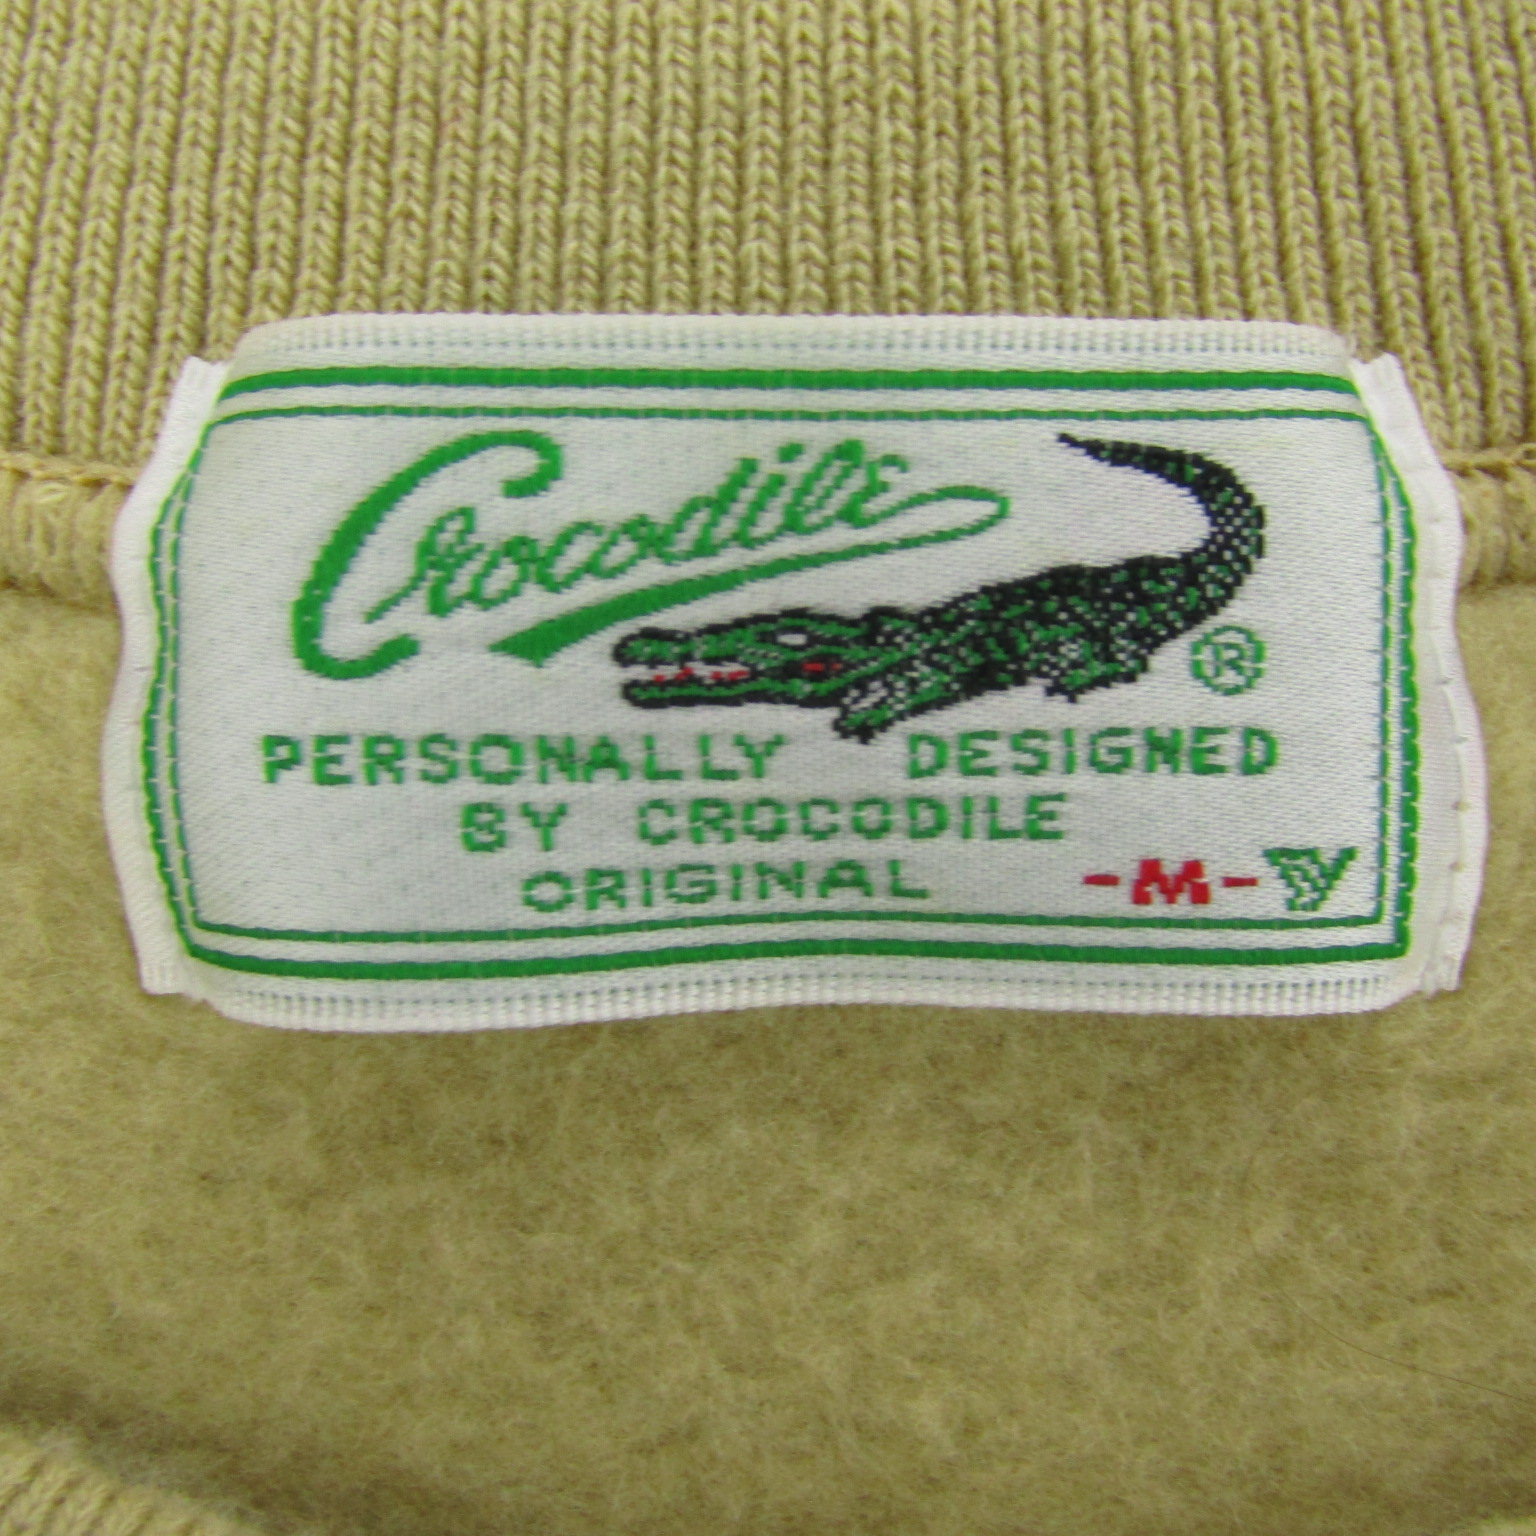 Crocodile
®
PERSONALLY DESIGNED
BY CROCODILE
ORIGINAL -M-